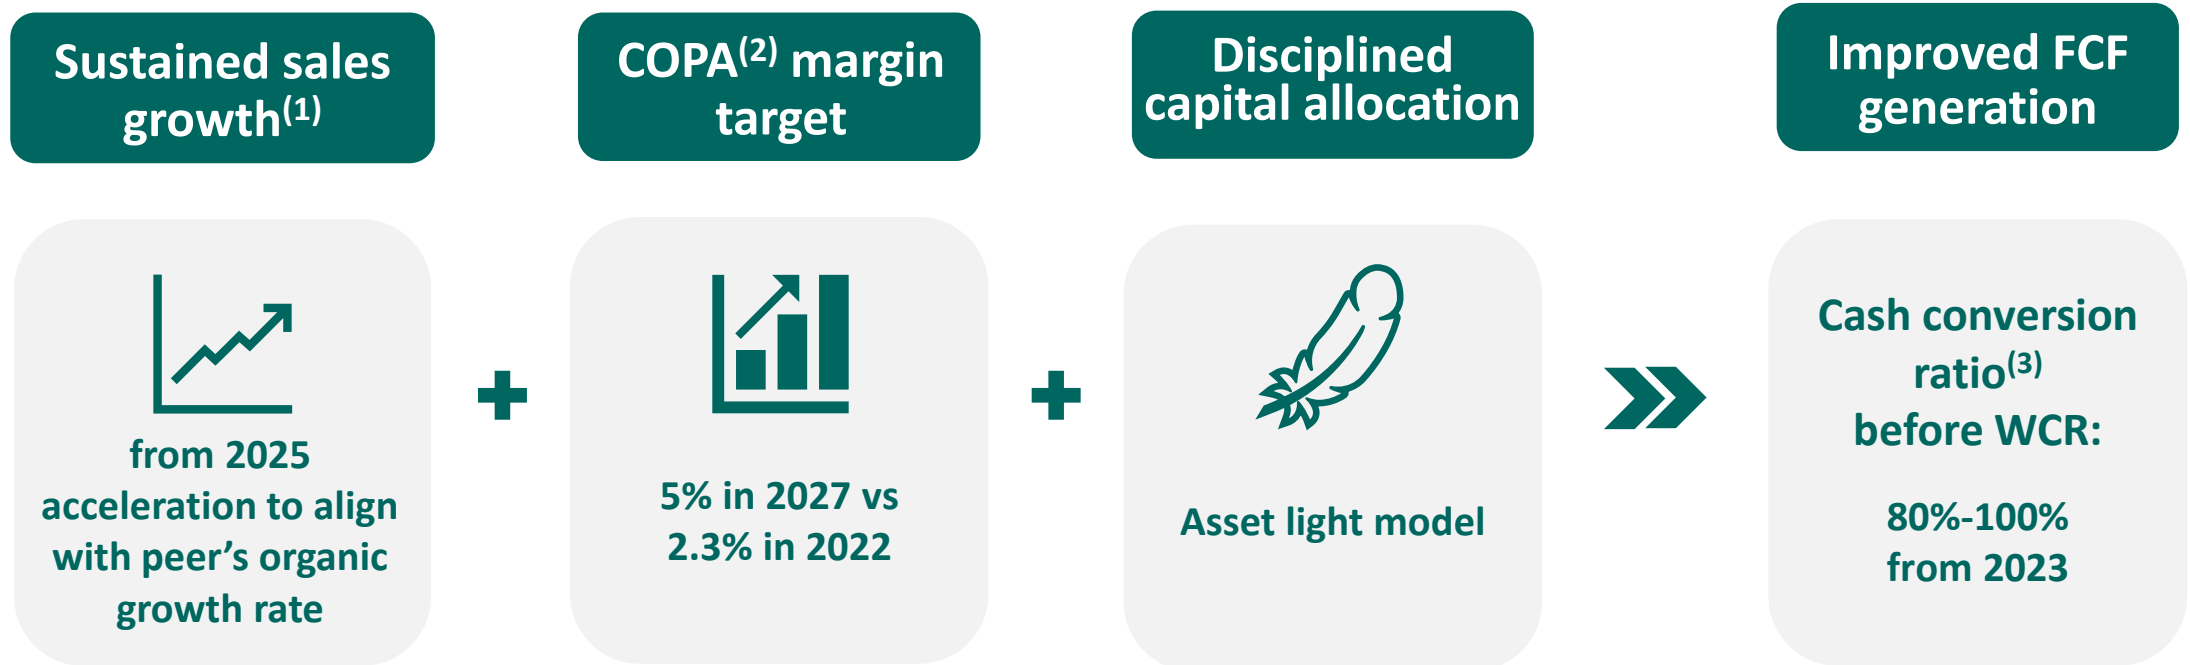 Sustained sales
growth(1)
from 2025
acceleration to align
with peer’s organic
growth rate
COPA(2) margin
target
5% in 2027 vs
2.3% in 2022
Disciplined
capital allocation
Asset light model
Improved FCF
generation
Cash conversion
ratio(3)
before WCR:
80%-100%
from 2023